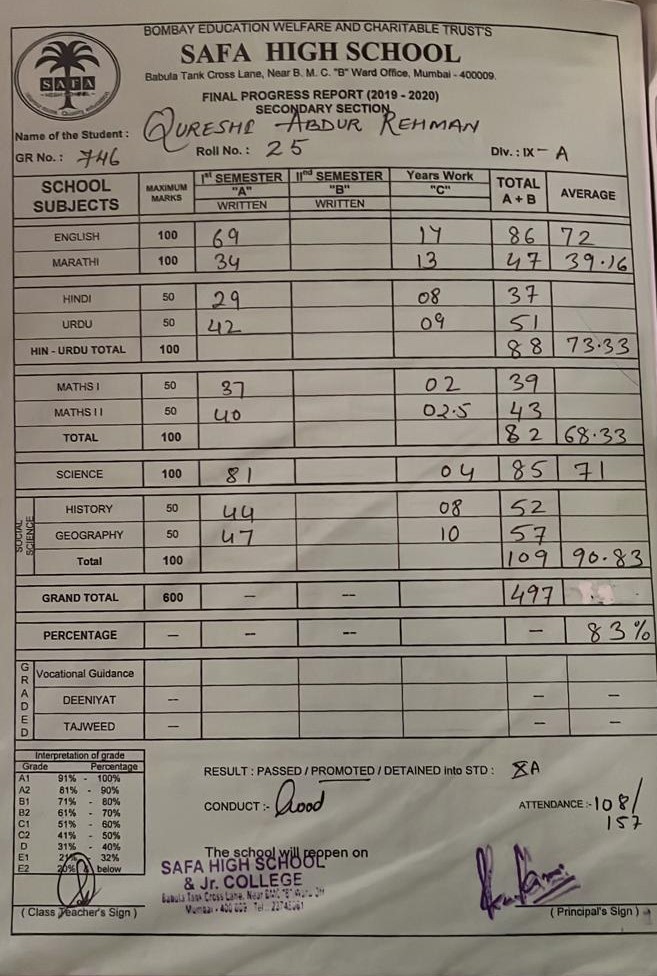 BOMBAY EDUCATION WELFARE AND CHARITABLE TRUST'S
SAFA HIGH SCHOOL
Babula Tank Cross Lane, Near B. M. C. "B" Ward Office, Mumbai - 400009.
SAFA
HIGH SCHOOL
FINAL PROGRESS REPORT (2019 - 2020)
SECONDARY SECTION
Name of the Student : QURESHI ABDUR REHMAN
GR No. : 746 Roll No. : 25 Div. : IX - A
SCHOOL SUBJECTS MAXIMUM MARKS Ist SEMESTER "A" WRITTEN IInd SEMESTER "B" WRITTEN Years Work "C" TOTAL A + B AVERAGE
ENGLISH 100 69 17 86 72
MARATHI 100 34 13 47 39.16
HINDI 50 29 08 37
URDU 50 42 09 51
HIN - URDU TOTAL 100 88 73.33
MATHS I 50 37 02 39
MATHS I I 50 40 02.5 43
TOTAL 100 82 68.33
SCIENCE 100 81 04 85 71
SOCIAL SCIENCE
HISTORY 50 44 08 52
GEOGRAPHY 50 47 10 57
Total 100 109 90.83
GRAND TOTAL 600 -- -- 497
PERCENTAGE -- -- -- -- 83%
GRADED
Vocational Guidance
DEENIYAT -- -- --
TAJWEED -- -- --
Interpretation of grade
Grade Percentage
A1 91% - 100%
A2 81% - 90%
B1 71% - 80%
B2 61% - 70%
C1 51% - 60%
C2 41% - 50%
D 31% - 40%
E1 21% - 32%
E2 20% & below
RESULT : PASSED / PROMOTED / DETAINED into STD : XA
CONDUCT :- Good ATTENDANCE :- 108/157
The school will reopen on
SAFA HIGH SCHOOL
& Jr. COLLEGE
Babula Tank Cross Lane, Near BMC "B" Ward Off
Mumbai - 400 009.
( Class Teacher's Sign ) ( Principal's Sign )